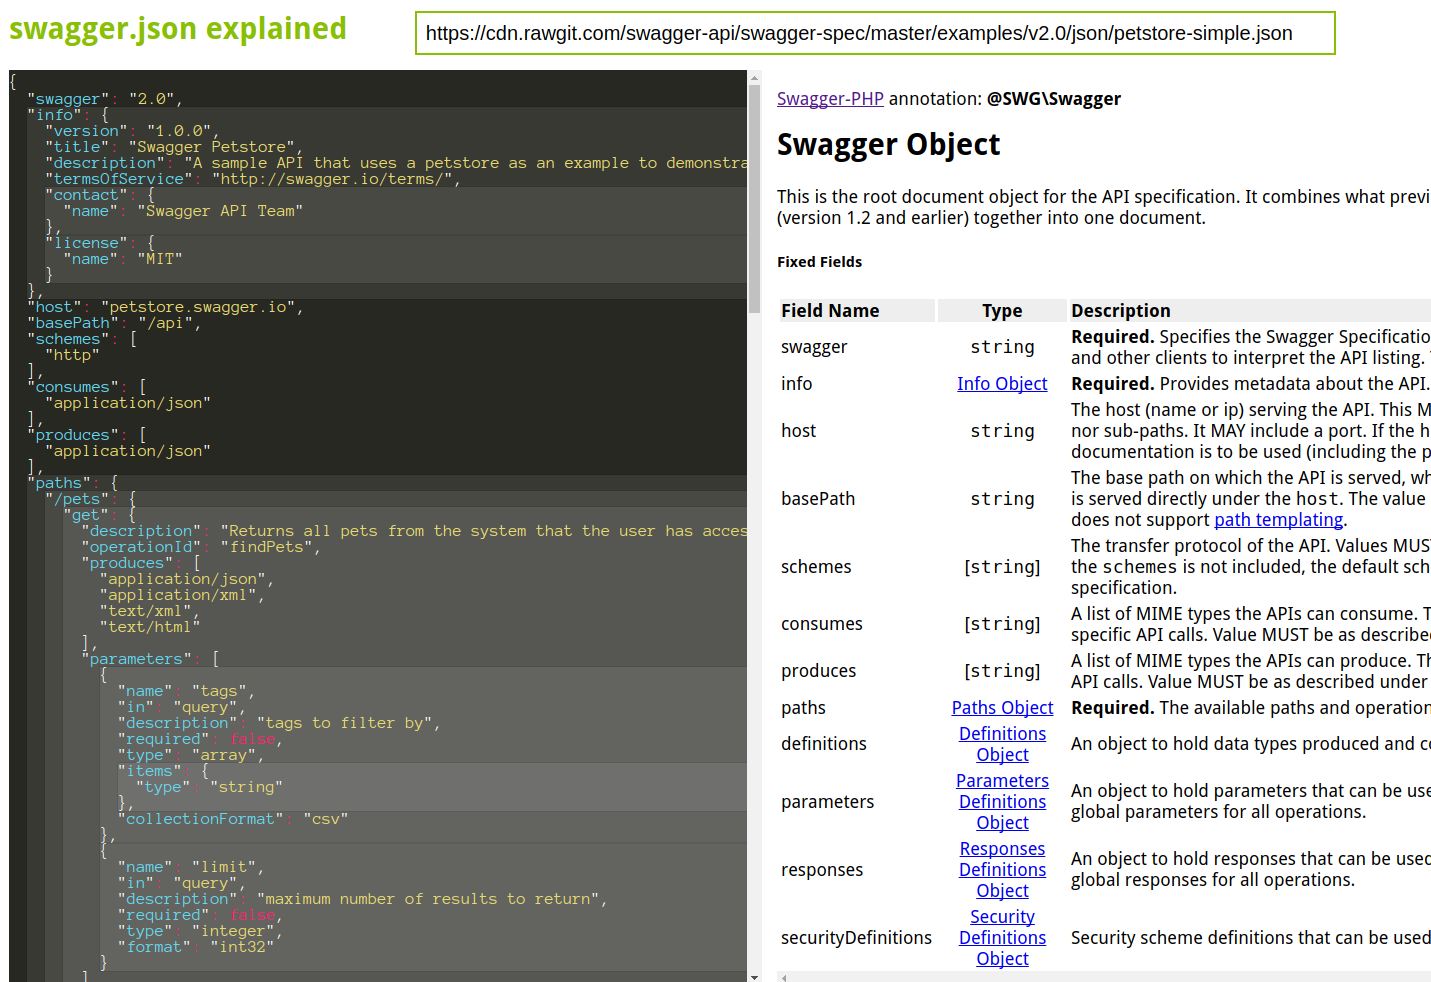 swagger.json explained
https://cdn.rawgit.com/swagger-api/swagger-spec/master/examples/v2.0/json/petstore-simple.json
{
"swagger": "2.0",
"info": {
"version": "1.0.0",
"title": "Swagger Petstore",
"description": "A sample API that uses a petstore as an example to demonstra
"termsOfService": "http://swagger.io/terms/",
"contact": {
"name": "Swagger API Team"
},
"license": {
"name": "MIT"
}
},
"host": "petstore.swagger.io",
"basePath": "/api",
"schemes": [
"http"
],
"consumes": [
"application/json"
],
"produces": [
"application/json"
],
"paths": {
"/pets": {
"get": {
"description": "Returns all pets from the system that the user has acces
"operationId": "findPets",
"produces": [
"application/json",
"application/xml",
"text/xml",
"text/html"
],
"parameters": [
{
"name": "tags",
"in": "query",
"description": "tags to filter by",
"required": false,
"type": "array",
"items": {
"type": "string"
},
"collectionFormat": "csv"
},
{
"name": "limit",
"in": "query",
"description": "maximum number of results to return",
"required": false,
"type": "integer",
"format": "int32"
}
]
Swagger-PHP annotation: @SWG\Swagger
Swagger Object
This is the root document object for the API specification. It combines what previ
(version 1.2 and earlier) together into one document.
Fixed Fields
Field Name Type Description
swagger string Required. Specifies the Swagger Specificatio
and other clients to interpret the API listing.
info Info Object Required. Provides metadata about the API.
host string The host (name or ip) serving the API. This M
nor sub-paths. It MAY include a port. If the h
documentation is to be used (including the p
basePath string The base path on which the API is served, wh
is served directly under the host. The value
does not support path templating.
schemes [string] The transfer protocol of the API. Values MUS
the schemes is not included, the default sch
specification.
consumes [string] A list of MIME types the APIs can consume. T
specific API calls. Value MUST be as describe
produces [string] A list of MIME types the APIs can produce. Th
API calls. Value MUST be as described under
paths Paths Object Required. The available paths and operation
definitions Definitions Object An object to hold data types produced and c
parameters Parameters Definitions Object An object to hold parameters that can be use
global parameters for all operations.
responses Responses Definitions Object An object to hold responses that can be used
global responses for all operations.
securityDefinitions Security Definitions Object Security scheme definitions that can be used